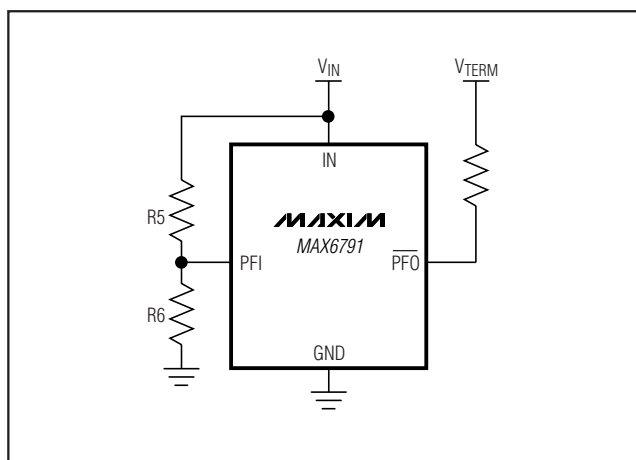 VIN
VTERM
IN
R5
MAXIM
MAX6791
PFI
PFO
R6
GND